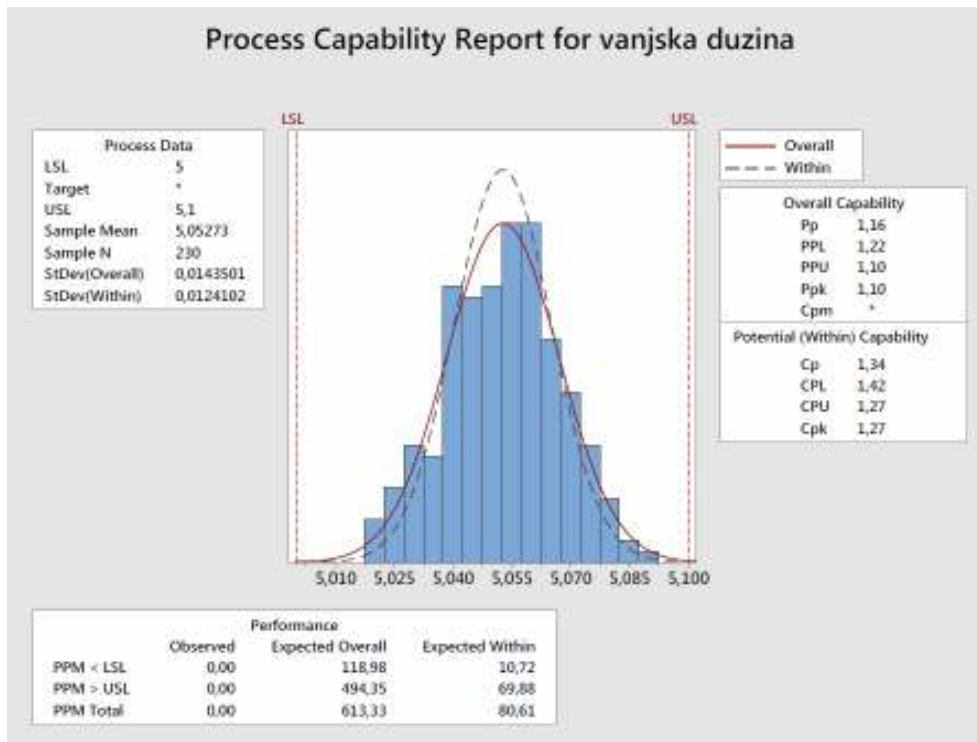 Process Capability Report for vanjska duzina
LSL USL
Process Data
LSL 5
Target *
USL 5,1
Sample Mean 5,05273
Sample N 230
StDev(Overall) 0,0143501
StDev(Within) 0,0124102
Overall
Within
Overall Capability
Pp 1,16
PPL 1,22
PPU 1,10
Ppk 1,10
Cpm *
Potential (Within) Capability
Cp 1,34
CPL 1,42
CPU 1,27
Cpk 1,27
5,010 5,025 5,040 5,055 5,070 5,085 5,100
Performance
Observed Expected Overall Expected Within
PPM < LSL 0,00 118,98 10,72
PPM > USL 0,00 494,35 69,88
PPM Total 0,00 613,33 80,61